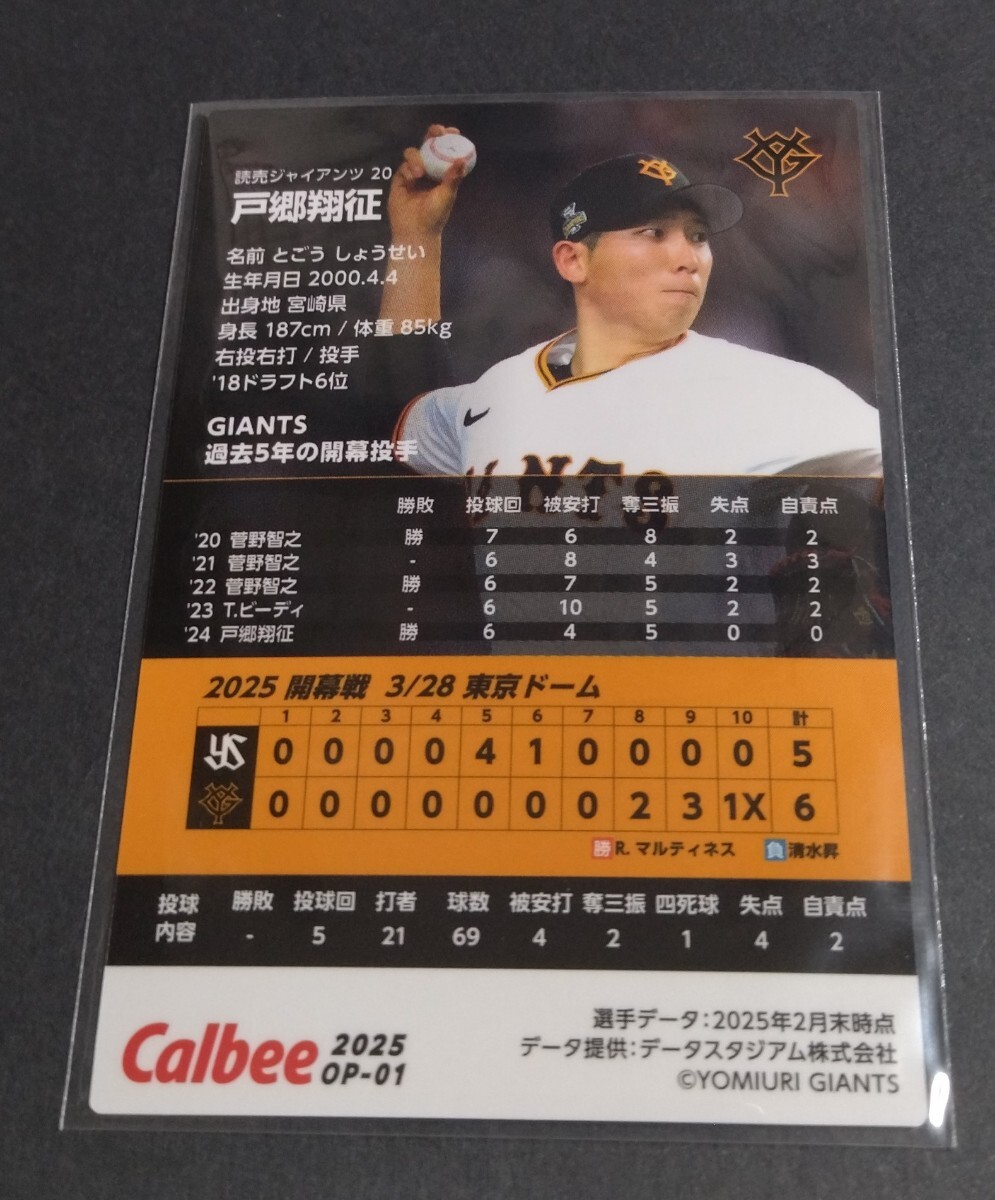 読売ジャイアンツ 20
戸郷翔征
名前 とごう しょうせい
生年月日 2000.4.4
出身地 宮崎県
身長 187cm / 体重 85kg
右投右打 / 投手
'18ドラフト6位
GIANTS
過去5年の開幕投手
勝敗 投球回 被安打 奪三振 失点 自責点
'20 菅野智之 勝 7 6 8 2 2
'21 菅野智之 - 6 8 4 3 3
'22 菅野智之 勝 6 7 5 2 2
'23 T.ビーディ - 6 10 5 2 2
'24 戸郷翔征 勝 6 4 5 0 0
2025 開幕戦 3/28 東京ドーム
1 2 3 4 5 6 7 8 9 10 計
YS 0 0 0 0 4 1 0 0 0 0 5
YG 0 0 0 0 0 0 0 2 3 1X 6
勝 R. マルティネス 負 清水昇
投球内容 勝敗 投球回 打者 球数 被安打 奪三振 四死球 失点 自責点
- 5 21 69 4 2 1 4 2
Calbee 2025
OP-01
選手データ：2025年2月末時点
データ提供：データスタジアム株式会社
©YOMIURI GIANTS